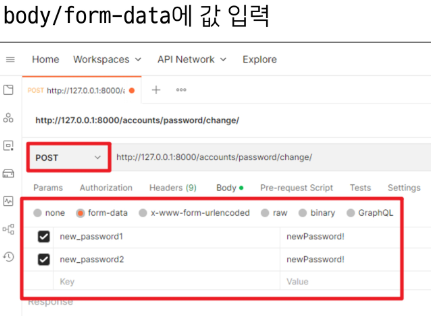 body/form-data에 값 입력
Home Workspaces API Network Explore
POST http://127.0.0.1:8000/
http://127.0.0.1:8000/accounts/password/change/
POST http://127.0.0.1:8000/accounts/password/change/
Params Authorization Headers (9) Body Pre-request Script Tests Settings
none form-data x-www-form-urlencoded raw binary GraphQL
new_password1 newPassword!
new_password2 newPassword!
Key Value
Response